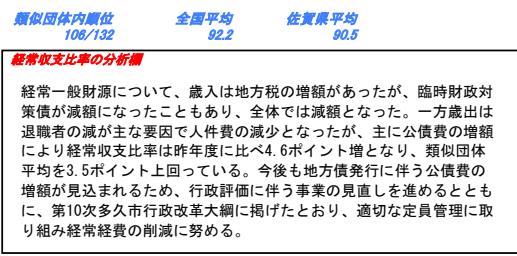 類似団体内順位 全国平均 佐賀県平均
106/132 92.2 90.5
経常収支比率の分析欄
経常一般財源について、歳入は地方税の増額があったが、臨時財政対
策債が減額になったこともあり、全体では減額となった。一方歳出は
退職者の減が主な要因で人件費の減少となったが、主に公債費の増額
により経常収支比率は昨年度に比べ4.6ポイント増となり、類似団体
平均を3.5ポイント上回っている。今後も地方債発行に伴う公債費の
増額が見込まれるため、行政評価に伴う事業の見直しを進めるととも
に、第10次多久市行政改革大綱に掲げたとおり、適切な定員管理に取
り組み経常経費の削減に努める。